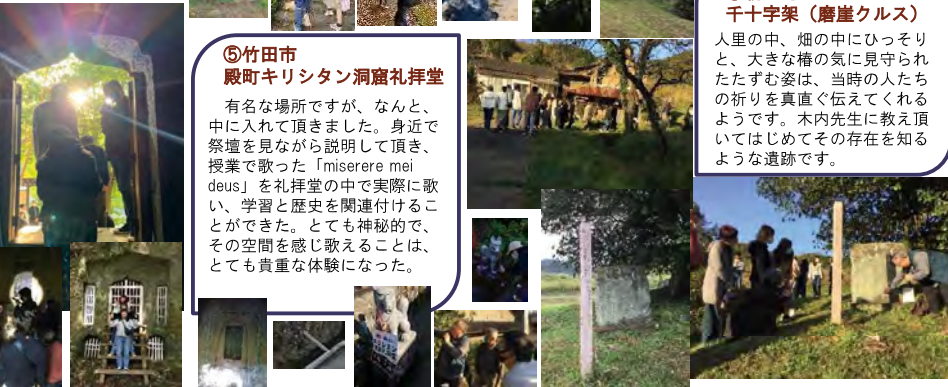 ⑤竹田市
殿町キリシタン洞窟礼拝堂
有名な場所ですが、なんと、
中に入れて頂きました。身近で
祭壇を見ながら説明して頂き、
授業で歌った「miserere mei
deus」を礼拝堂の中で実際に歌
い、学習と歴史を関連付けるこ
とができた。とても神秘的で、
その空間を感じ歌えることは、
とても貴重な体験になった。
千十字架（磨崖クルス）
人里の中、畑の中にひっそり
と、大きな椿の気に見守られ
たたずむ姿は、当時の人たち
の祈りを真直ぐ伝えてくれる
ようです。木内先生に教え頂
いてはじめてその存在を知る
ような遺跡です。